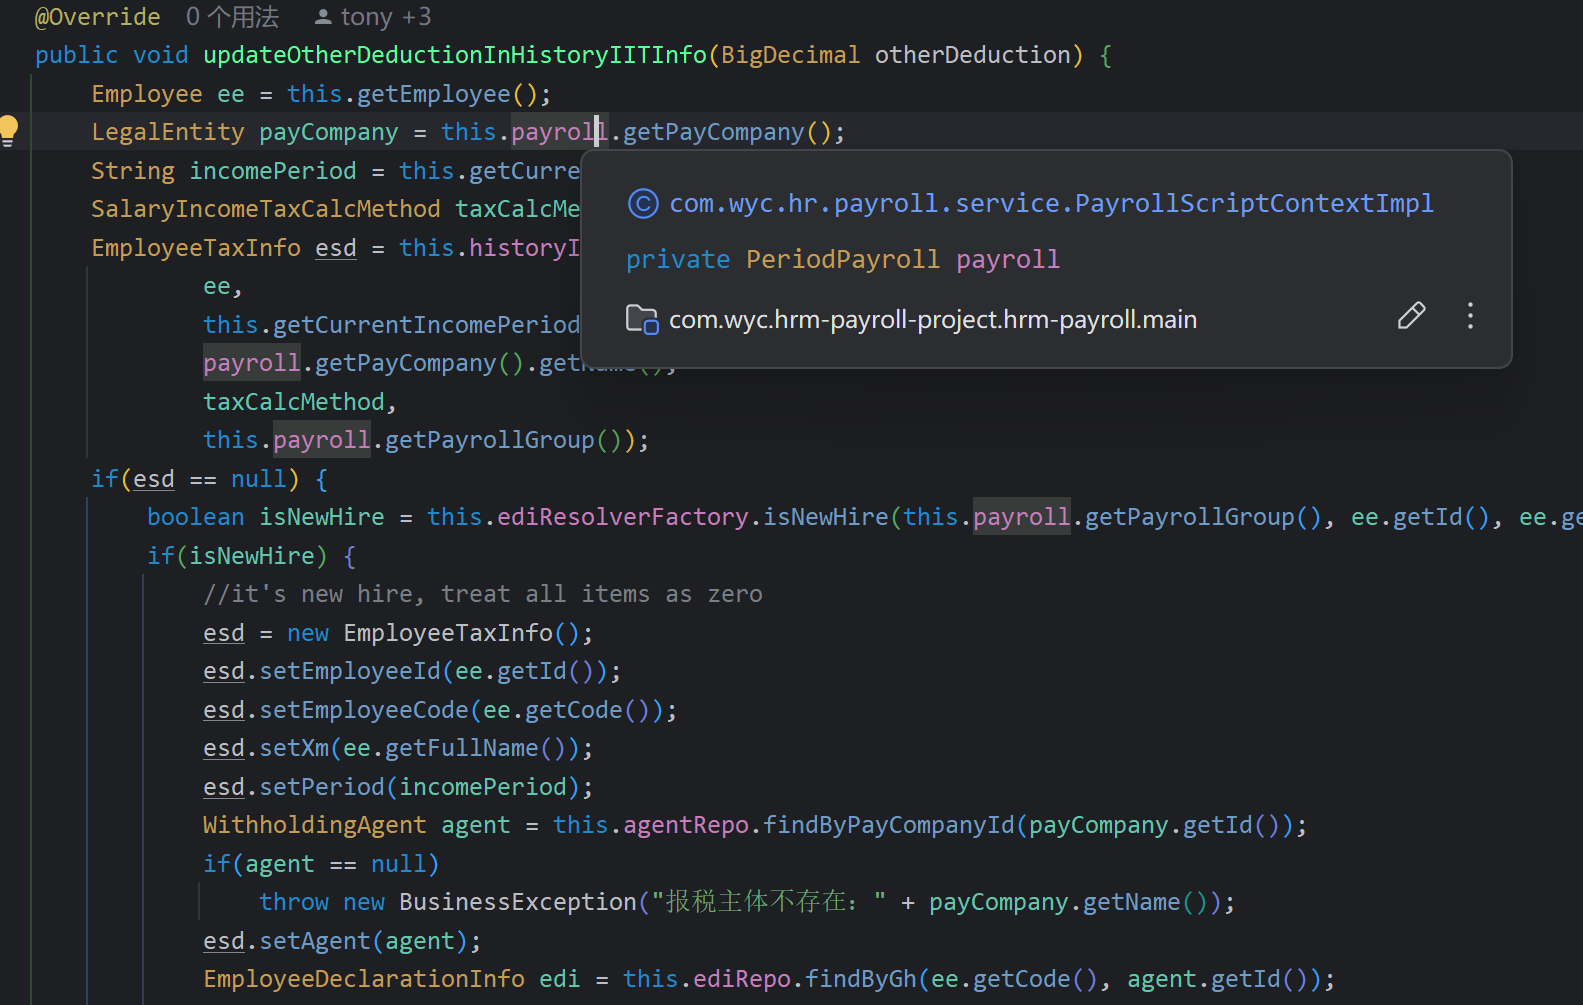 @Override 0 个用法 tony +3
public void updateOtherDeductionInHistoryIITInfo(BigDecimal otherDeduction) {
Employee ee = this.getEmployee();
LegalEntity payCompany = this.payroll.getPayCompany();
String incomePeriod = this.getCurre
SalaryIncomeTaxCalcMethod taxCalcMe
EmployeeTaxInfo esd = this.historyI
ee,
this.getCurrentIncomePeriod
payroll.getPayCompany().getName(),
taxCalcMethod,
this.payroll.getPayrollGroup());
com.wyc.hr.payroll.service.PayrollScriptContextImpl
private PeriodPayroll payroll
com.wyc.hrm-payroll-project.hrm-payroll.main
if(esd == null) {
boolean isNewHire = this.ediResolverFactory.isNewHire(this.payroll.getPayrollGroup(), ee.getId(), ee.ge
if(isNewHire) {
//it's new hire, treat all items as zero
esd = new EmployeeTaxInfo();
esd.setEmployeeId(ee.getId());
esd.setEmployeeCode(ee.getCode());
esd.setXm(ee.getFullName());
esd.setPeriod(incomePeriod);
WithholdingAgent agent = this.agentRepo.findByPayCompanyId(payCompany.getId());
if(agent == null)
throw new BusinessException("报税主体不存在：" + payCompany.getName());
esd.setAgent(agent);
EmployeeDeclarationInfo edi = this.ediRepo.findByGh(ee.getCode(), agent.getId());